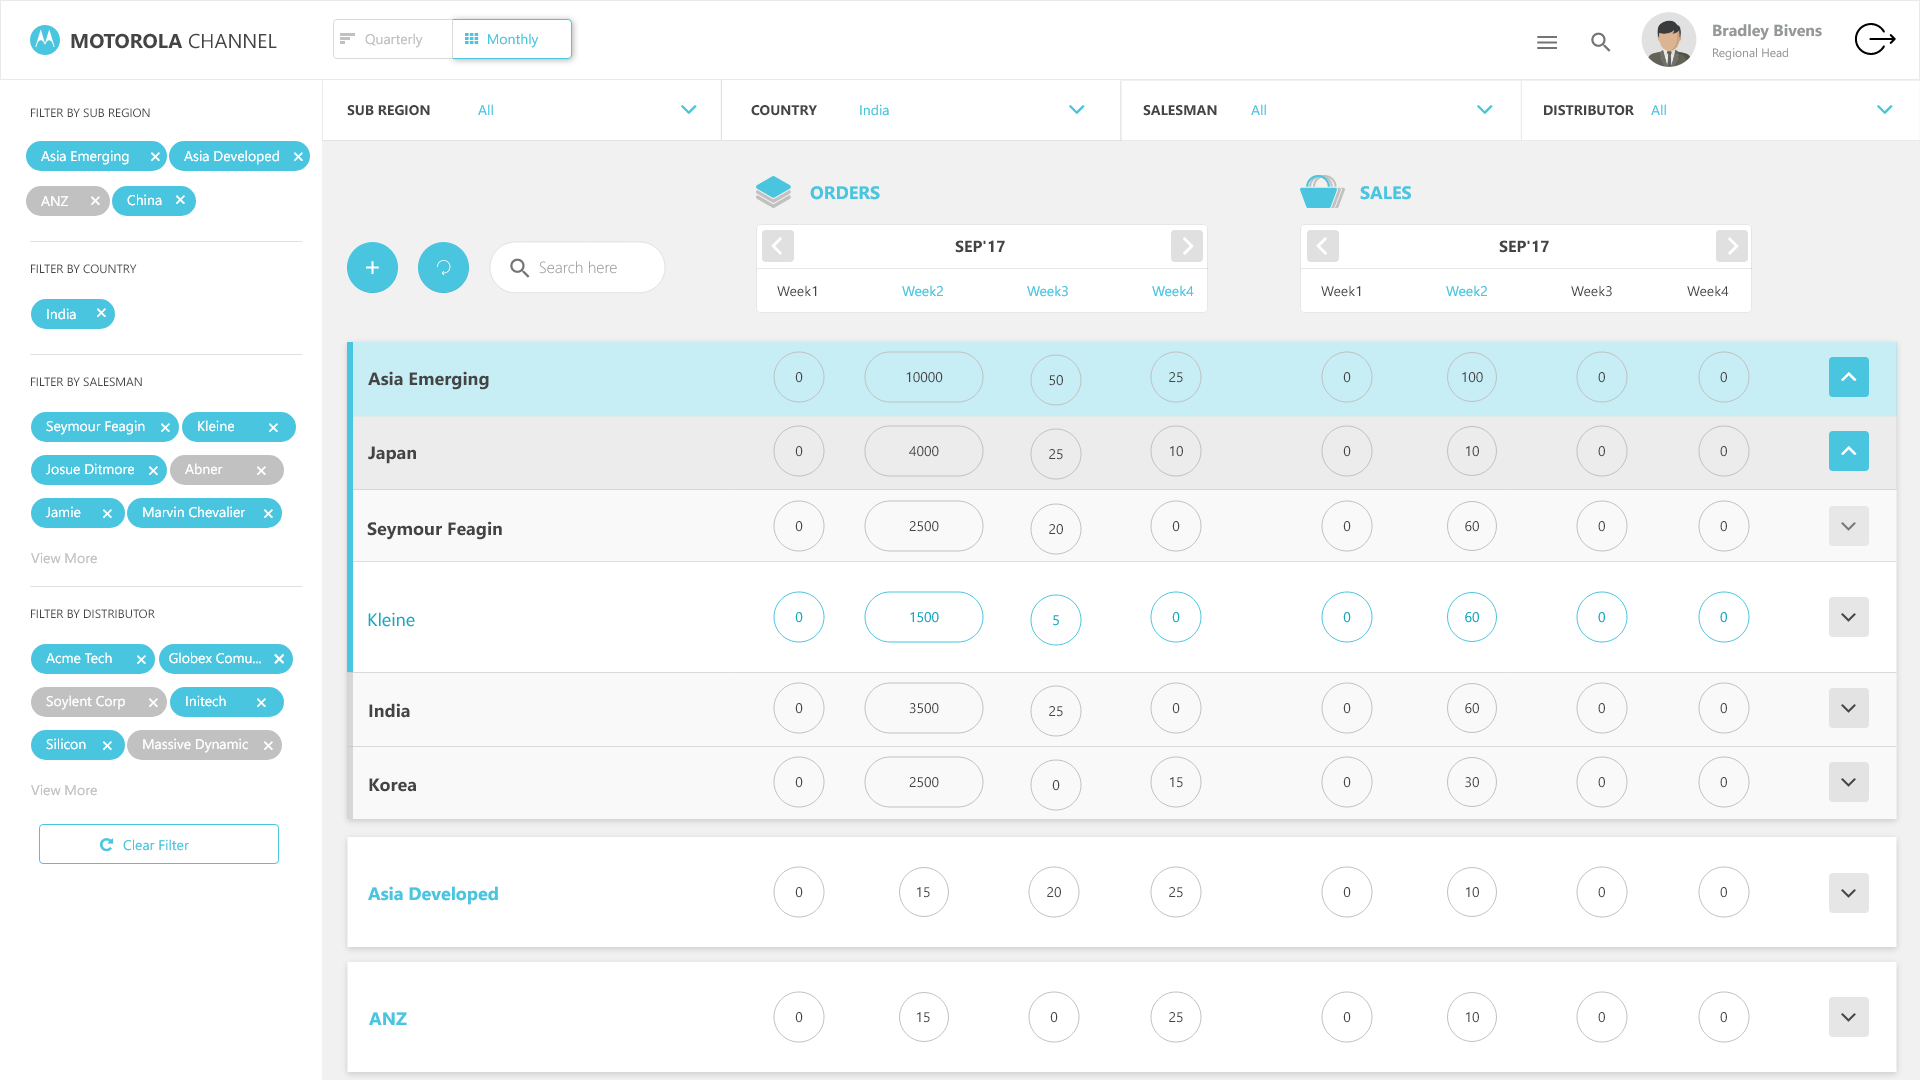 MOTOROLA CHANNEL
Quarterly
Monthly
Bradley Bivens
Regional Head
SUB REGION All
COUNTRY India
SALESMAN All
DISTRIBUTOR All
FILTER BY SUB REGION
Asia Emerging
Asia Developed
ANZ
China
FILTER BY COUNTRY
India
FILTER BY SALESMAN
Seymour Feagin
Kleine
Josue Ditmore
Abner
Jamie
Marvin Chevalier
View More
FILTER BY DISTRIBUTOR
Acme Tech
Globex Comu...
Soylent Corp
Initech
Silicon
Massive Dynamic
View More
Clear Filter
Search here
ORDERS
SEP'17
Week1 Week2 Week3 Week4
SALES
SEP'17
Week1 Week2 Week3 Week4
Asia Emerging 0 10000 50 25 0 100 0 0
Japan 0 4000 25 10 0 10 0 0
Seymour Feagin 0 2500 20 0 0 60 0 0
Kleine 0 1500 5 0 0 60 0 0
India 0 3500 25 0 0 60 0 0
Korea 0 2500 0 15 0 30 0 0
Asia Developed 0 15 20 25 0 10 0 0
ANZ 0 15 0 25 0 10 0 0